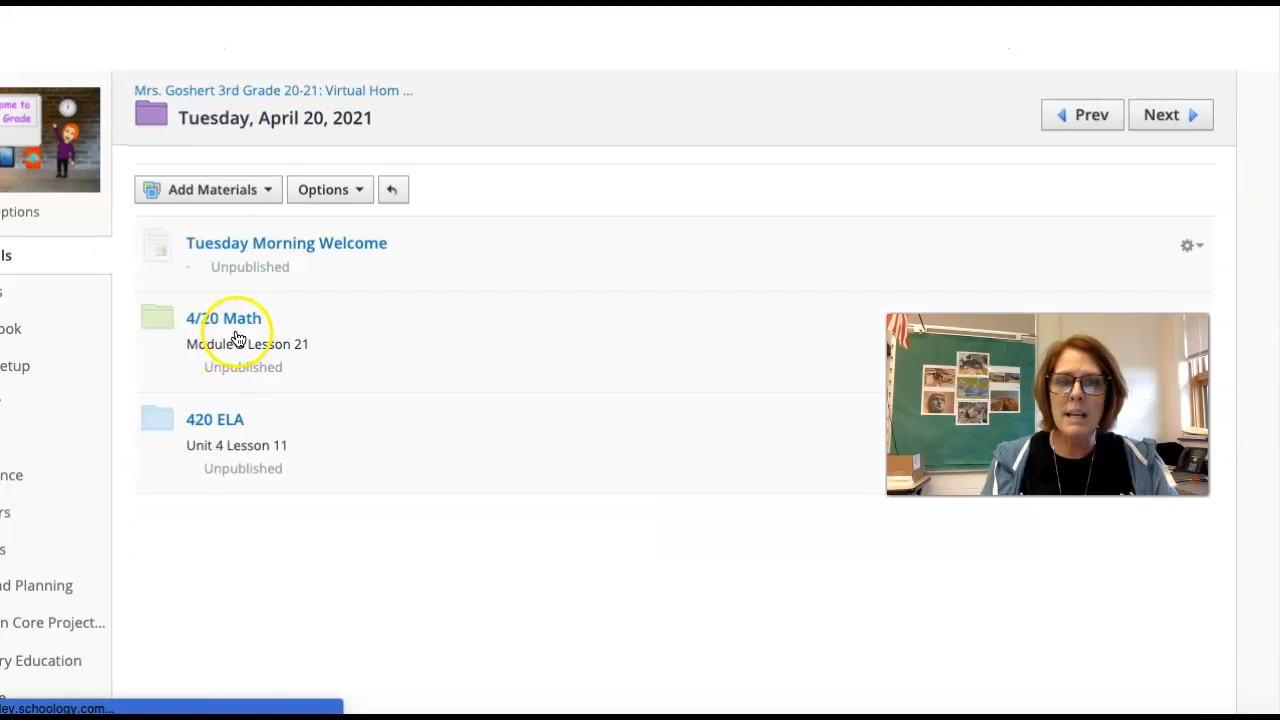 Mrs. Goshert 3rd Grade 20-21: Virtual Hom ...
Tuesday, April 20, 2021
Prev
Next
ome to
Grade
Add Materials
Options
ptions
Tuesday Morning Welcome
Unpublished
ls
s
4/20 Math
ook
Module Lesson 21
etup
Unpublished
420 ELA
Unit 4 Lesson 11
Unpublished
nce
rs
s
nd Planning
n Core Project...
ry Education
ley.schoology.com...